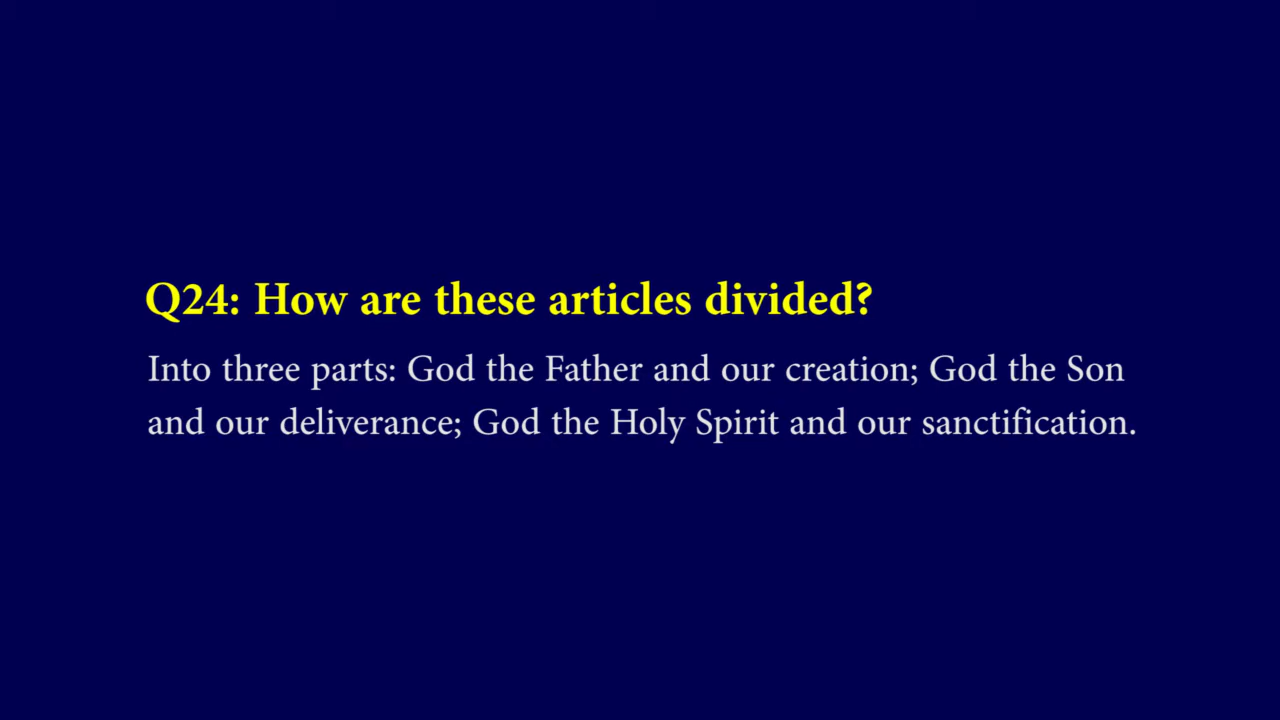 Q24: How are these articles divided?
Into three parts: God the Father and our creation; God the Son
and our deliverance; God the Holy Spirit and our sanctification.